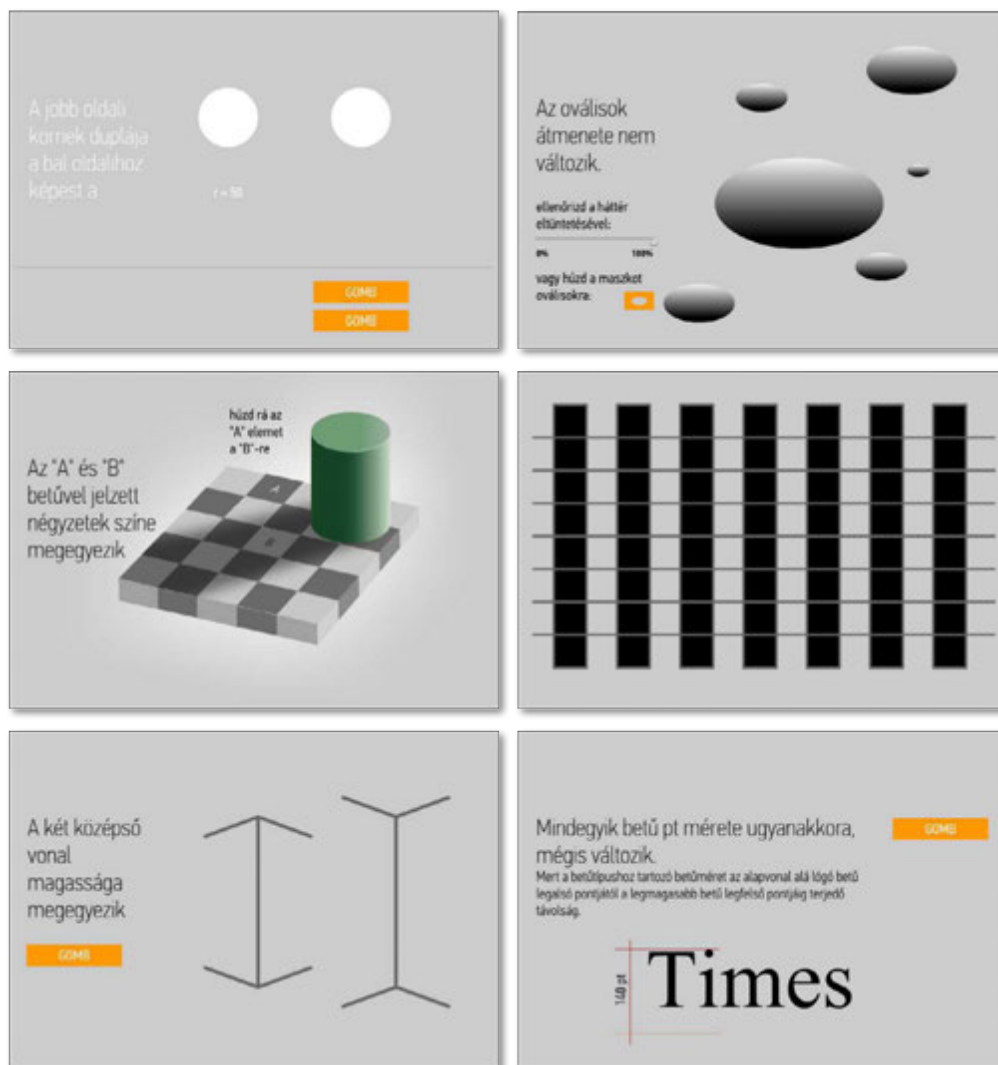 A jobb oldali
körnek duplája
a bal oldalihoz
képest a
r = 50
GOMB
GOMB
Az oválisok
átmenete nem
változik.
ellenőrizd a háttér
eltüntetésével:
0% 100%
vagy húzd a maszkot
oválisokra:
húzd rá az
"A" elemet
a "B"-re
Az "A" és "B"
betűvel jelzett
négyzetek színe
megegyezik
A
B
A két középső
vonal
magassága
megegyezik
GOMB
Mindegyik betű pt mérete ugyanakkora,
mégis változik.
Mert a betűtípushoz tartozó betűméret az alapvonal alá lógó betű
legalsó pontjától a legmagasabb betű legfelső pontjáig terjedő
távolság.
GOMB
140 pt
Times